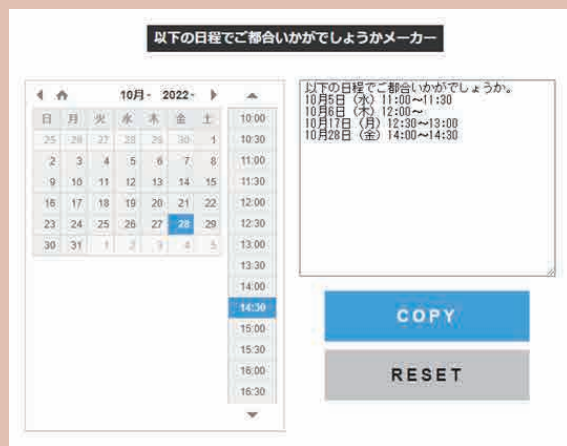 以下の日程でご都合いかがでしょうかメーカー
10月 2022
日 月 火 水 木 金 土
25 26 27 28 29 30 1
2 3 4 5 6 7 8
9 10 11 12 13 14 15
16 17 18 19 20 21 22
23 24 25 26 27 28 29
30 31 1 2 3 4 5
10:00
10:30
11:00
11:30
12:00
12:30
13:00
13:30
14:00
14:30
15:00
15:30
16:00
16:30
以下の日程でご都合いかがでしょうか。
10月5日（水）11:00～11:30
10月6日（木）12:00～
10月17日（月）12:30～13:00
10月28日（金）14:00～14:30
COPY
RESET